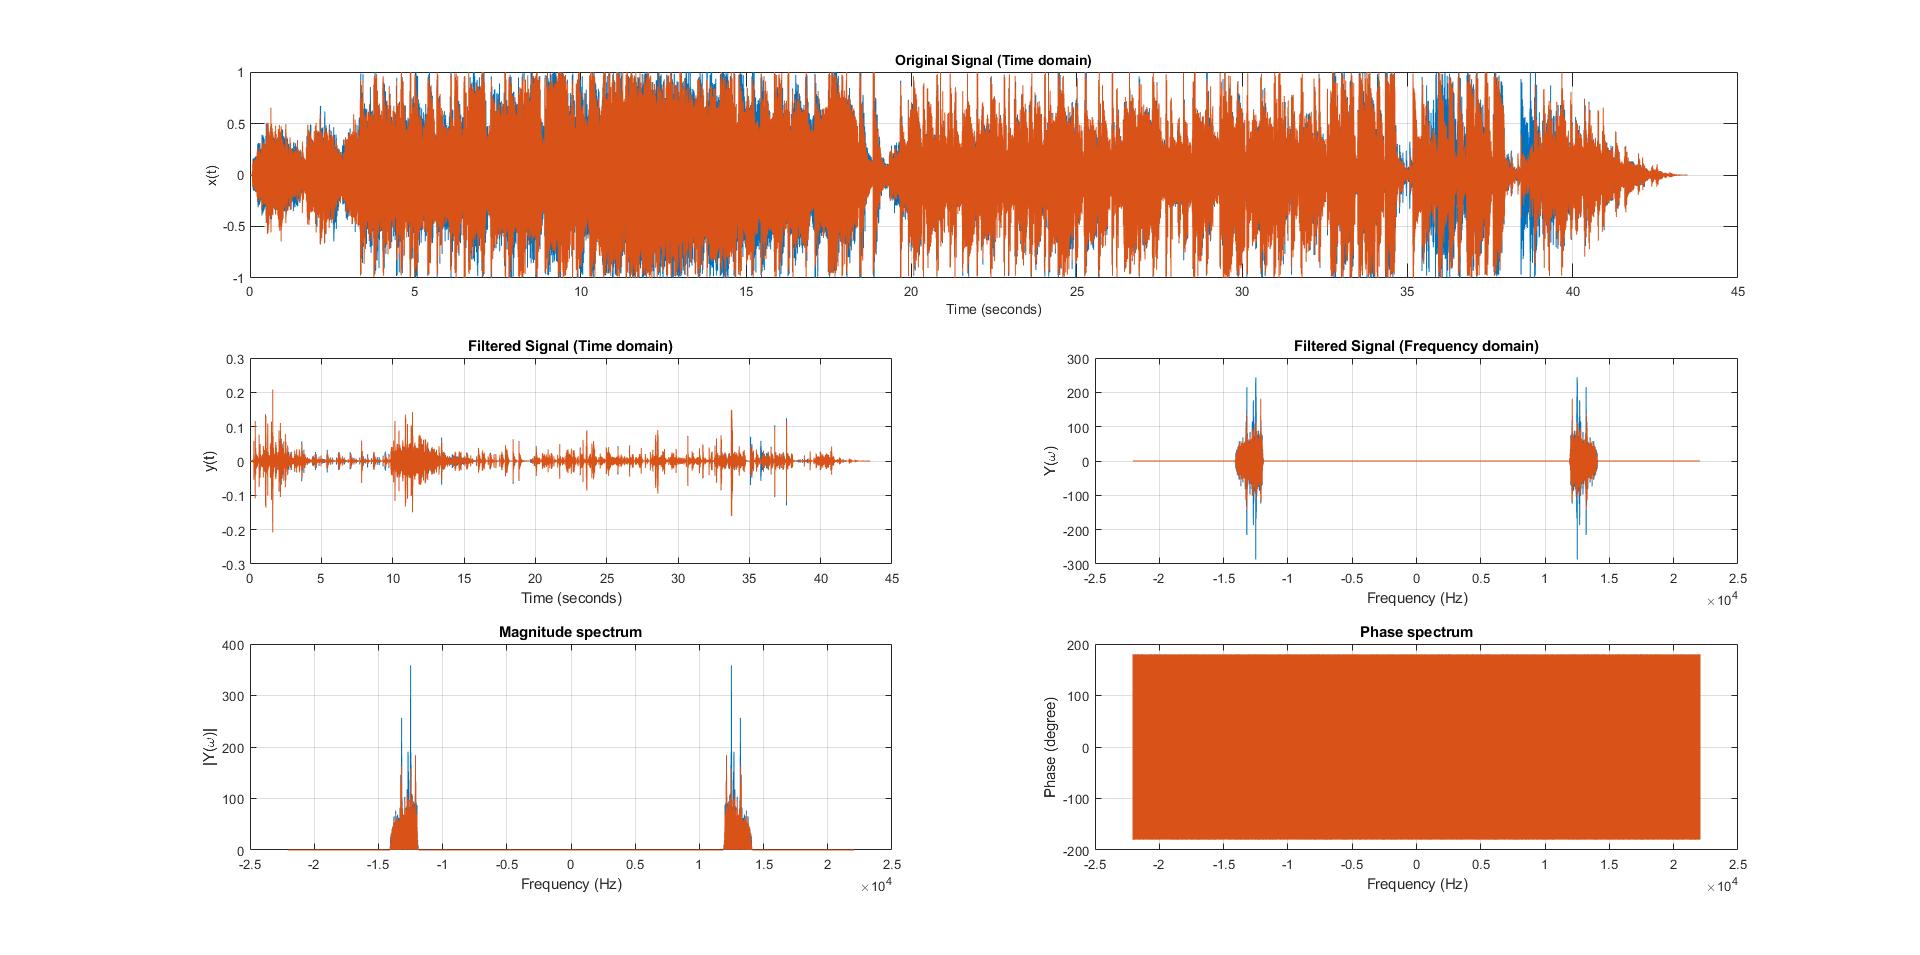 Original Signal (Time domain)
1
0.5
0
-0.5
-1
x(t)
0 5 10 15 20 25 30 35 40 45
Time (seconds)
Filtered Signal (Time domain)
0.3
0.2
0.1
0
-0.1
-0.2
-0.3
y(t)
0 5 10 15 20 25 30 35 40 45
Time (seconds)
Filtered Signal (Frequency domain)
300
200
100
0
-100
-200
-300
Y(ω)
-2.5 -2 -1.5 -1 -0.5 0 0.5 1 1.5 2 2.5
Frequency (Hz)
×10⁴
Magnitude spectrum
400
300
200
100
0
|Y(ω)|
-2.5 -2 -1.5 -1 -0.5 0 0.5 1 1.5 2 2.5
Frequency (Hz)
×10⁴
Phase spectrum
200
100
0
-100
-200
Phase (degree)
-2.5 -2 -1.5 -1 -0.5 0 0.5 1 1.5 2 2.5
Frequency (Hz)
×10⁴